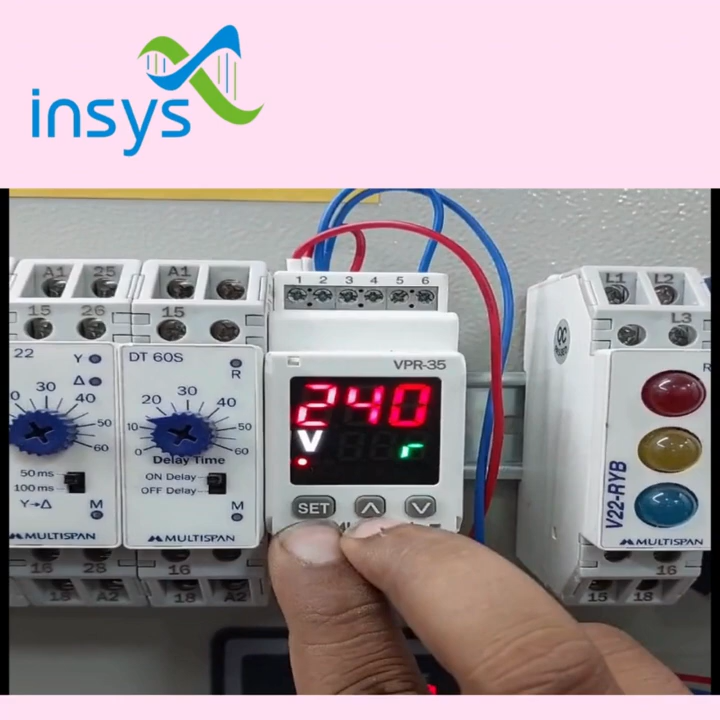 insys
A1 25
15 26
22 Y
Δ
0 30 40
50
60
50 ms
100 ms
Y→Δ M
MULTISPAN
16 28
15 A2
A1
15
DT 60S
R
30
20 40
10 50
0 60
Delay Time
ON Delay
OFF Delay
M
MULTISPAN
16
18 A2
1 2 3 4 5 6
VPR-35
240
V
r
SET
L1 L2
L3
QC
R
V22-RYB
MULTISPAN
16
15 18